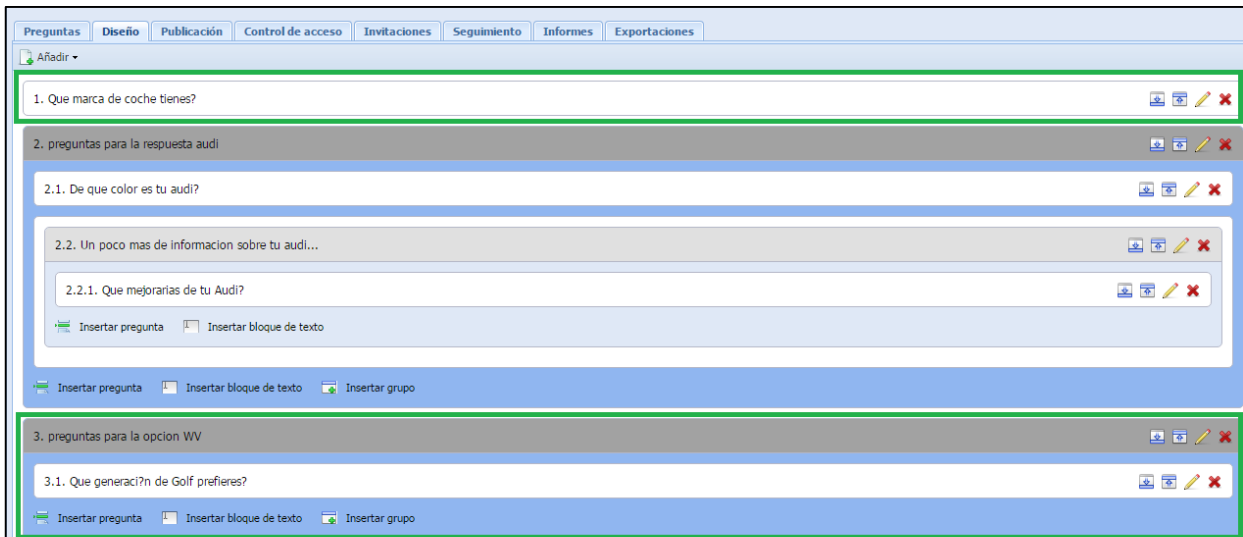 Preguntas Diseño Publicación Control de acceso Invitaciones Seguimiento Informes Exportaciones
Añadir
1. Que marca de coche tienes?
2. preguntas para la respuesta audi
2.1. De que color es tu audi?
2.2. Un poco mas de informacion sobre tu audi...
2.2.1. Que mejorarias de tu Audi?
Insertar pregunta Insertar bloque de texto
Insertar pregunta Insertar bloque de texto Insertar grupo
3. preguntas para la opcion WV
3.1. Que generaci?n de Golf prefieres?
Insertar pregunta Insertar bloque de texto Insertar grupo